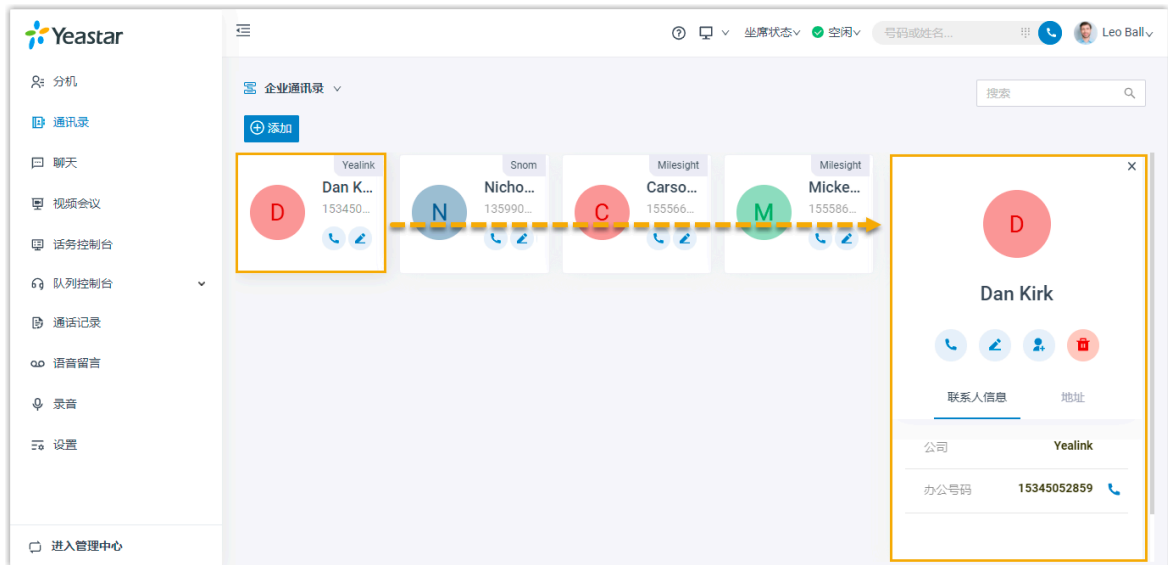 Yeastar
坐席状态
空闲
号码或姓名...
Leo Ball
分机
通讯录
聊天
视频会议
话务控制台
队列控制台
通话记录
语音留言
录音
设置
进入管理中心
企业通讯录
搜索
添加
Yealink
Dan K...
153450...
D
Snom
Nicho...
135990...
N
Milesight
Carso...
155566...
C
Milesight
Micke...
155586...
M
D
Dan Kirk
联系人信息
地址
公司
Yealink
办公号码
15345052859